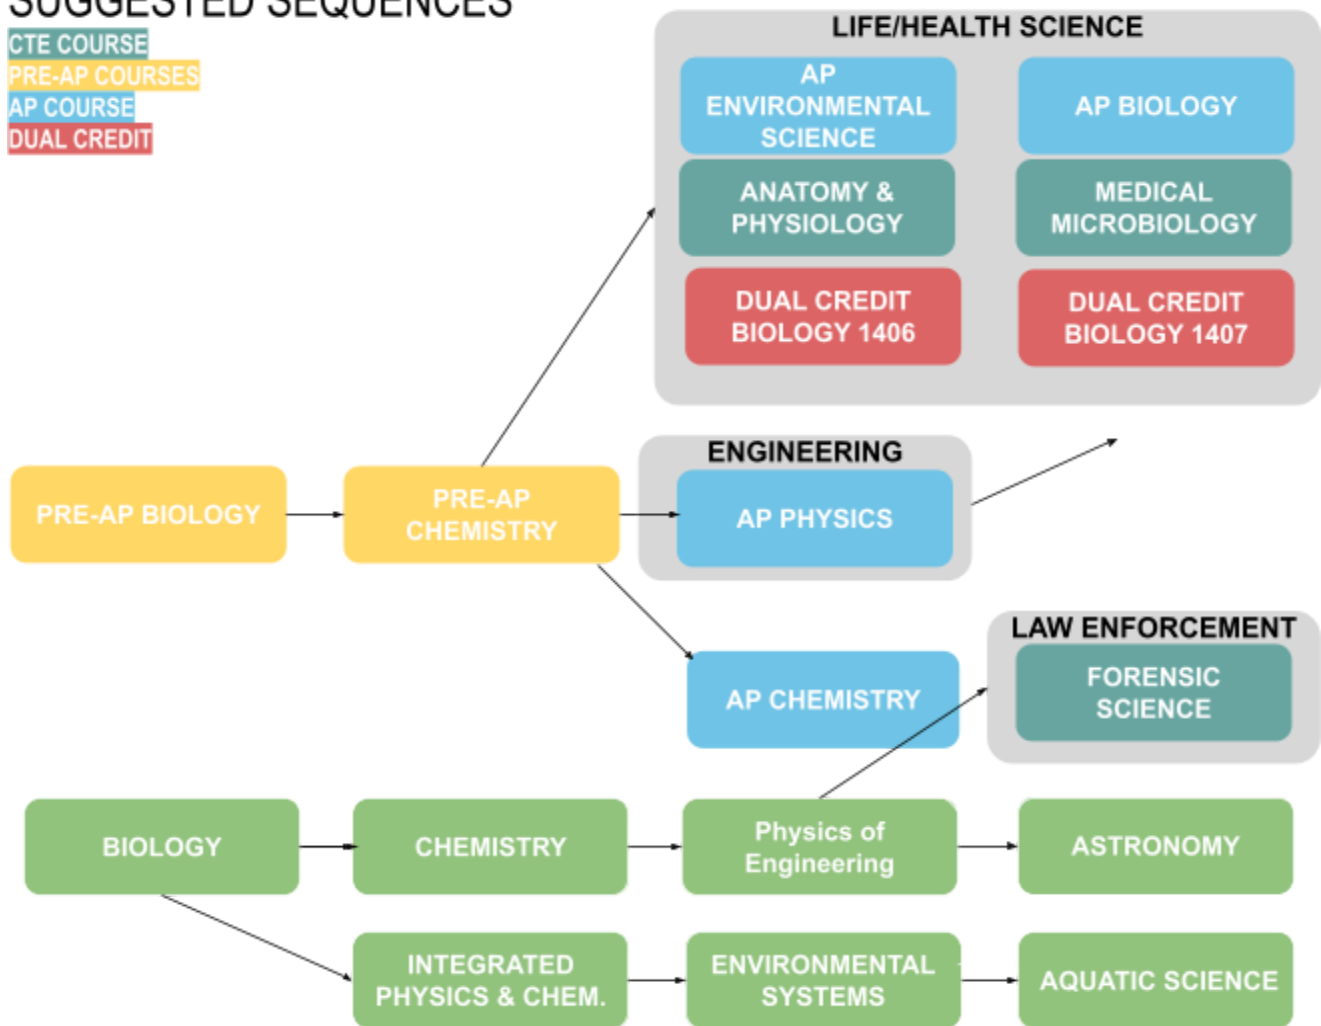 SUGGESTED SEQUENCES
CTE COURSE
PRE-AP COURSES
AP COURSE
DUAL CREDIT
LIFE/HEALTH SCIENCE
AP
ENVIRONMENTAL
SCIENCE
AP BIOLOGY
ANATOMY &
PHYSIOLOGY
MEDICAL
MICROBIOLOGY
DUAL CREDIT
BIOLOGY 1406
DUAL CREDIT
BIOLOGY 1407
PRE-AP BIOLOGY
PRE-AP
CHEMISTRY
ENGINEERING
AP PHYSICS
AP CHEMISTRY
LAW ENFORCEMENT
FORENSIC
SCIENCE
BIOLOGY
CHEMISTRY
Physics of
Engineering
ASTRONOMY
INTEGRATED
PHYSICS & CHEM.
ENVIRONMENTAL
SYSTEMS
AQUATIC SCIENCE